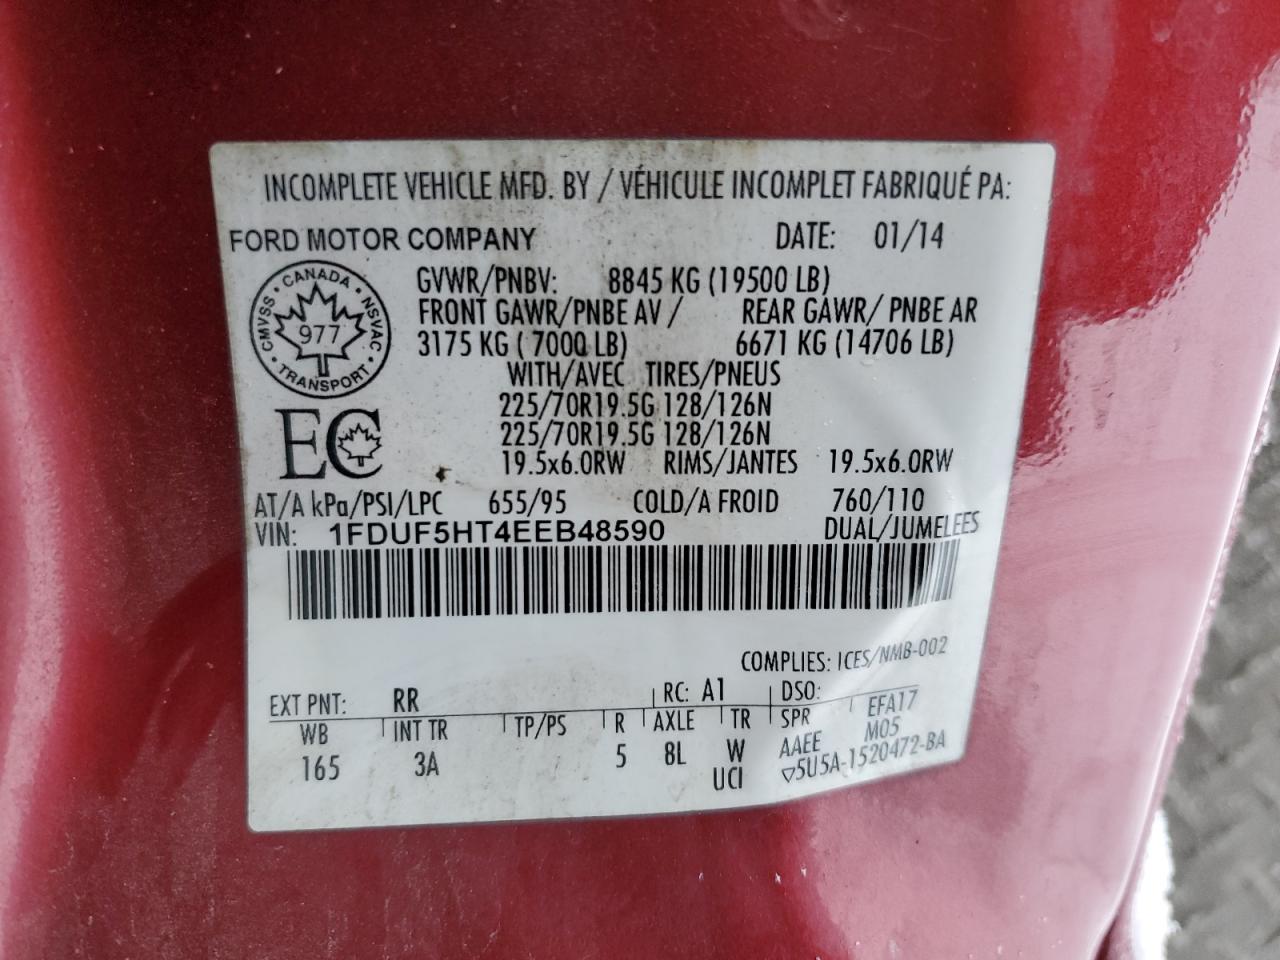 INCOMPLETE VEHICLE MFD. BY / VÉHICULE INCOMPLET FABRIQUÉ PA:
FORD MOTOR COMPANY DATE: 01/14
GVWR/PNBV: 8845 KG (19500 LB)
FRONT GAWR/PNBE AV / REAR GAWR/ PNBE AR
3175 KG ( 7000 LB) 6671 KG (14706 LB)
CMVSS · CANADA · NSVAC · TRANSPORT ·
977
WITH/AVEC TIRES/PNEUS
225/70R19.5G 128/126N
225/70R19.5G 128/126N
EC
19.5x6.0RW RIMS/JANTES 19.5x6.0RW
AT/A kPa/PSI/LPC 655/95 COLD/A FROID 760/110
VIN: 1FDUF5HT4EEB48590 DUAL/JUMELEES
COMPLIES: ICES/NMB-002
EXT PNT: RR RC: A1 DSO:
WB INT TR TP/PS R AXLE TR SPR EFA17
165 3A 5 8L W AAEE M05
UCI ▽5U5A-1520472-BA